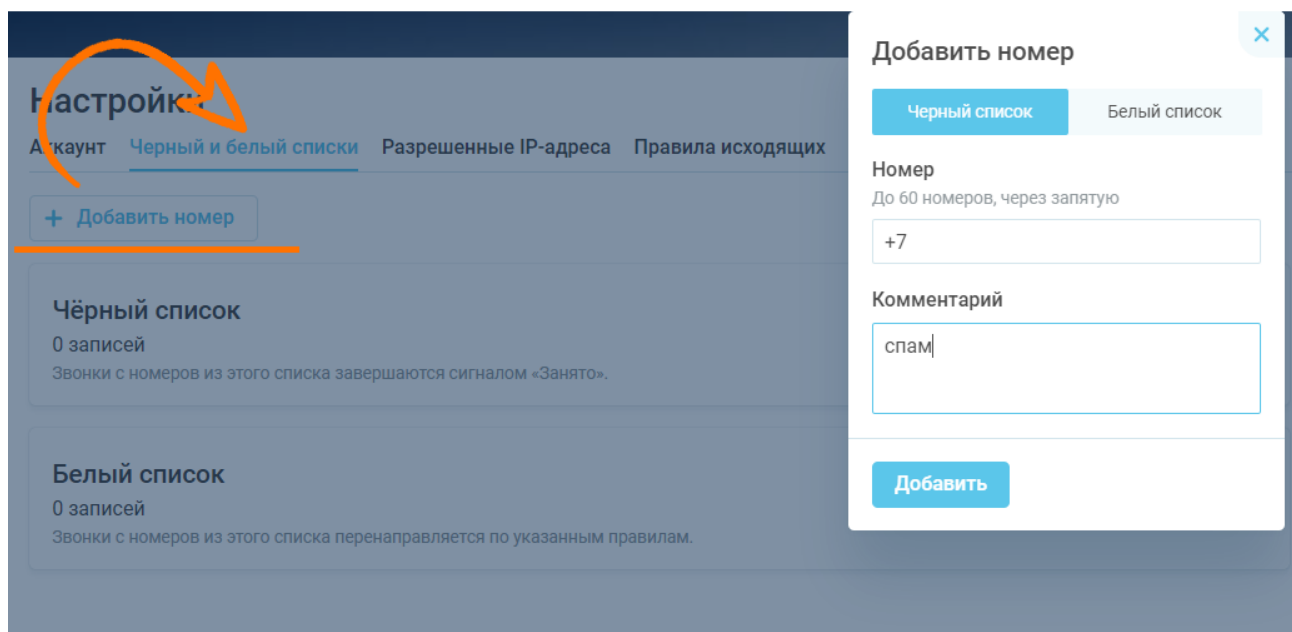 Настройки
Аккаунт Черный и белый списки Разрешенные IP-адреса Правила исходящих
+ Добавить номер
Чёрный список
0 записей
Звонки с номеров из этого списка завершаются сигналом «Занято».
Белый список
0 записей
Звонки с номеров из этого списка перенаправляется по указанным правилам.
Добавить номер
Черный список Белый список
Номер
До 60 номеров, через запятую
+7
Комментарий
спам
Добавить